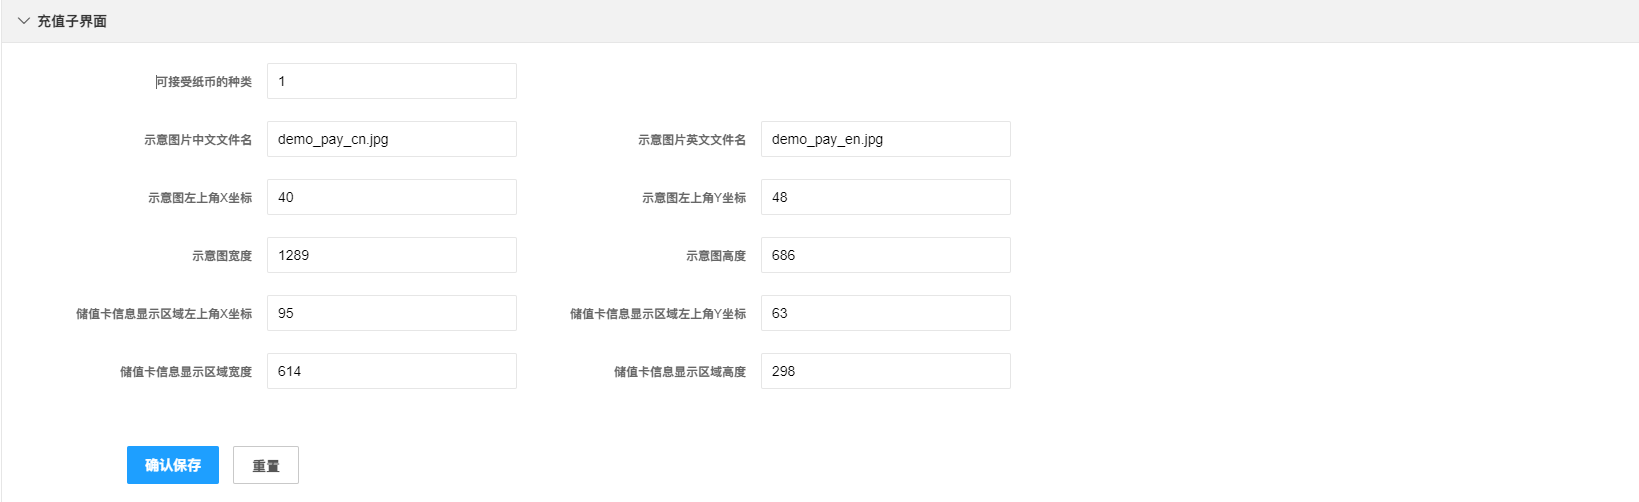 充值子界面
可接受纸币的种类 1
示意图片中文文件名 demo_pay_cn.jpg 示意图片英文文件名 demo_pay_en.jpg
示意图左上角X坐标 40 示意图左上角Y坐标 48
示意图宽度 1289 示意图高度 686
储值卡信息显示区域左上角X坐标 95 储值卡信息显示区域左上角Y坐标 63
储值卡信息显示区域宽度 614 储值卡信息显示区域高度 298
确认保存 重置